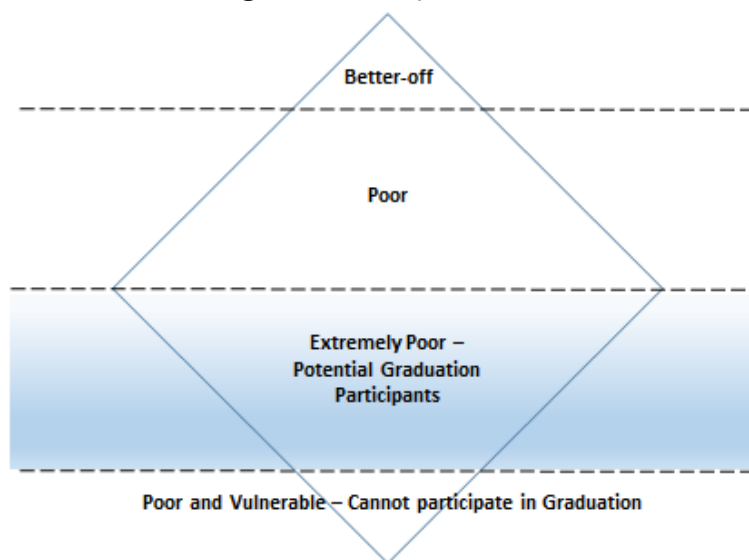 Better-off
Poor
Extremely Poor –
Potential Graduation
Participants
Poor and Vulnerable – Cannot participate in Graduation